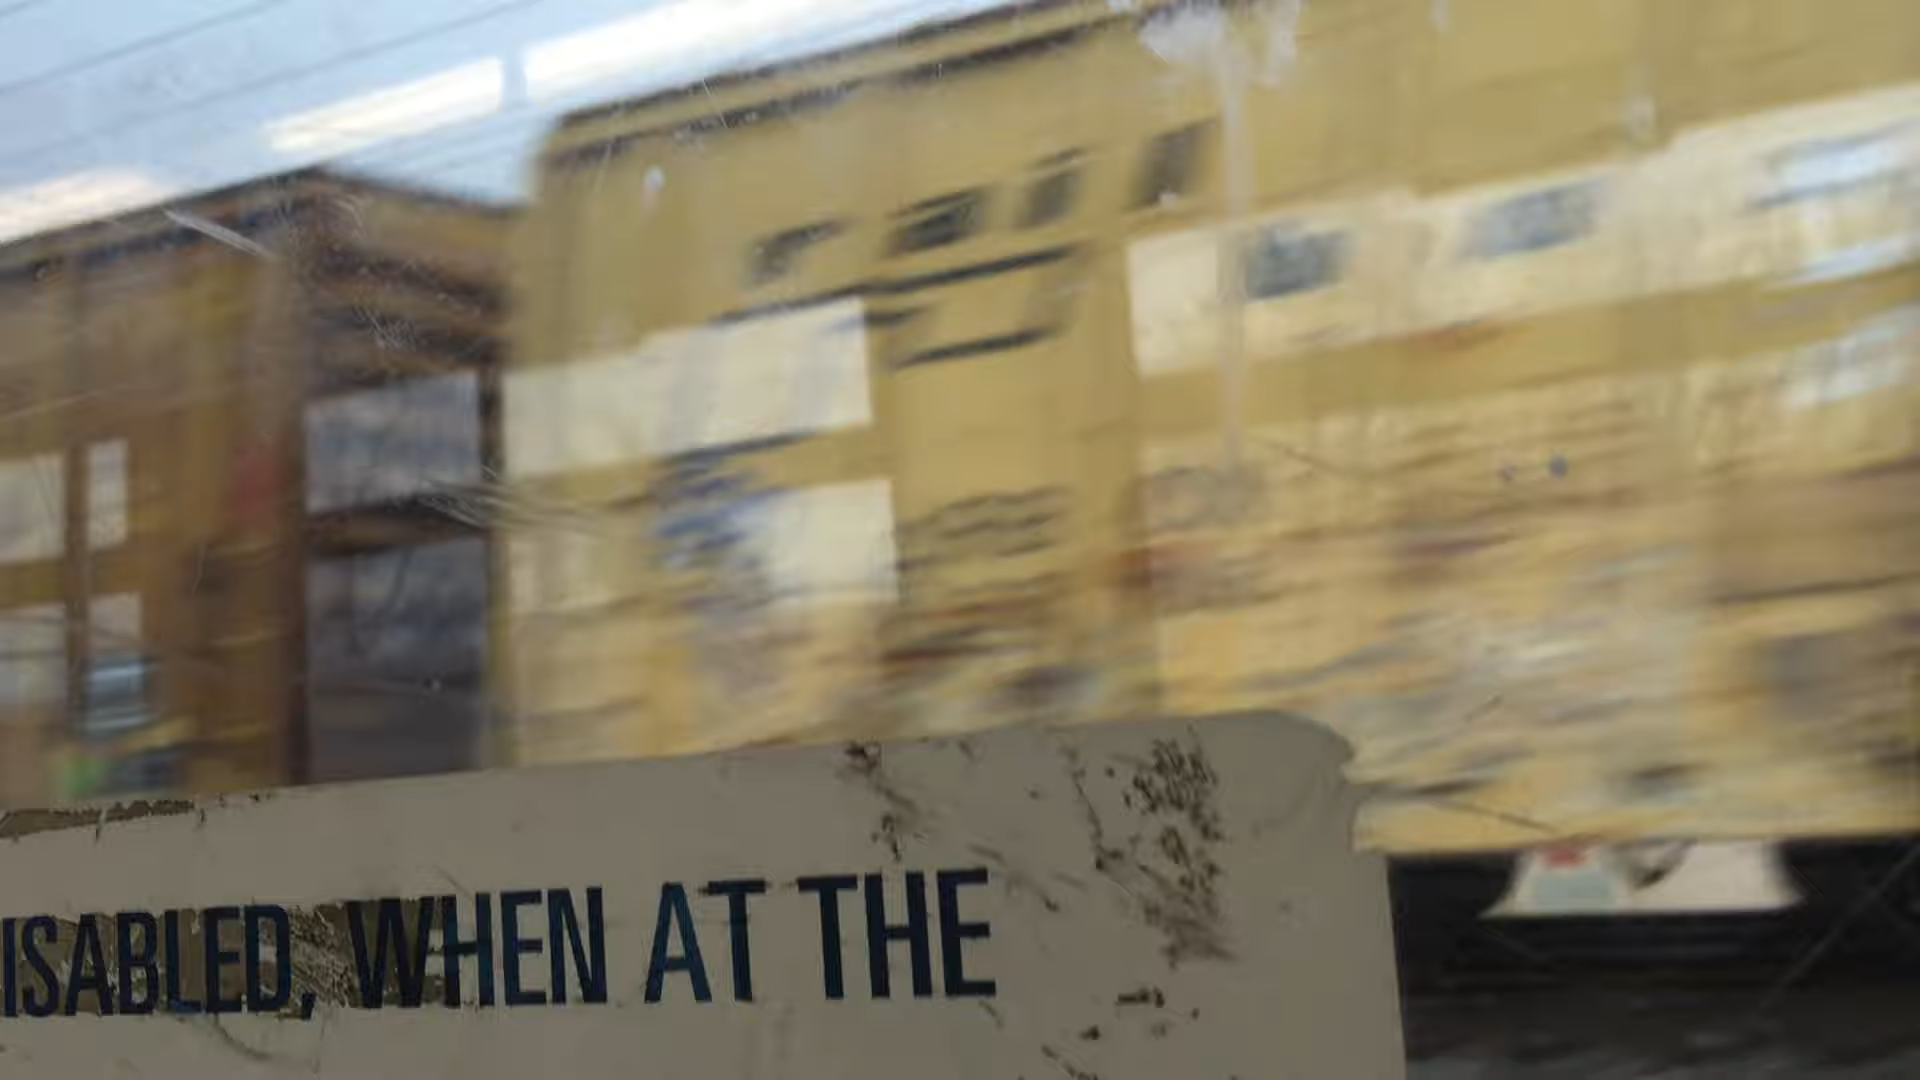 ISABLED, WHEN AT THE